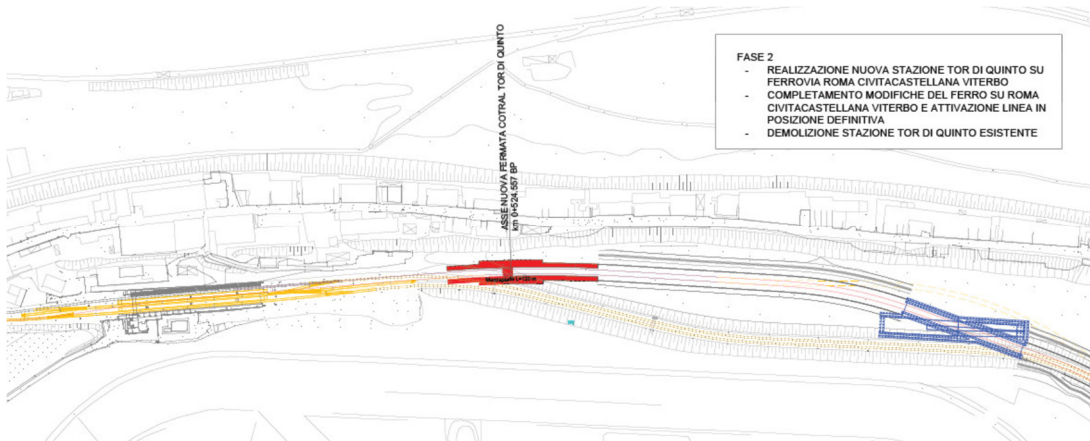 FASE 2
- REALIZZAZIONE NUOVA STAZIONE TOR DI QUINTO SU
FERROVIA ROMA CIVITACASTELLANA VITERBO
- COMPLETAMENTO MODIFICHE DEL FERRO SU ROMA
CIVITACASTELLANA VITERBO E ATTIVAZIONE LINEA IN
POSIZIONE DEFINITIVA
- DEMOLIZIONE STAZIONE TOR DI QUINTO ESISTENTE
ASSE NUOVA FERMATA COTRAL TOR DI QUINTO
km 0+524.557 BP